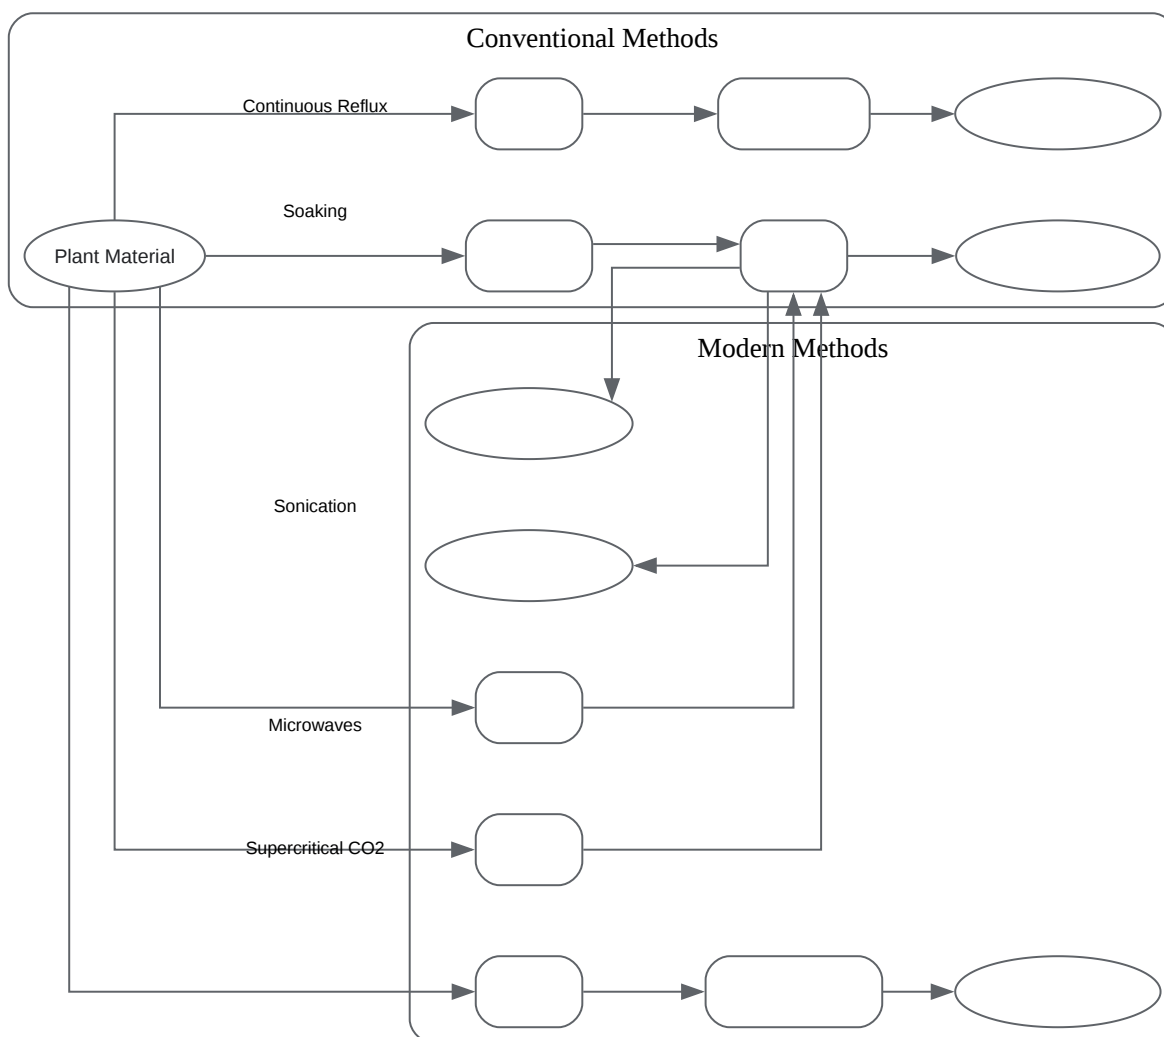 Conventional Methods
Continuous Reflux
Soaking
Plant Material
Modern Methods
Sonication
Microwaves
Supercritical CO2